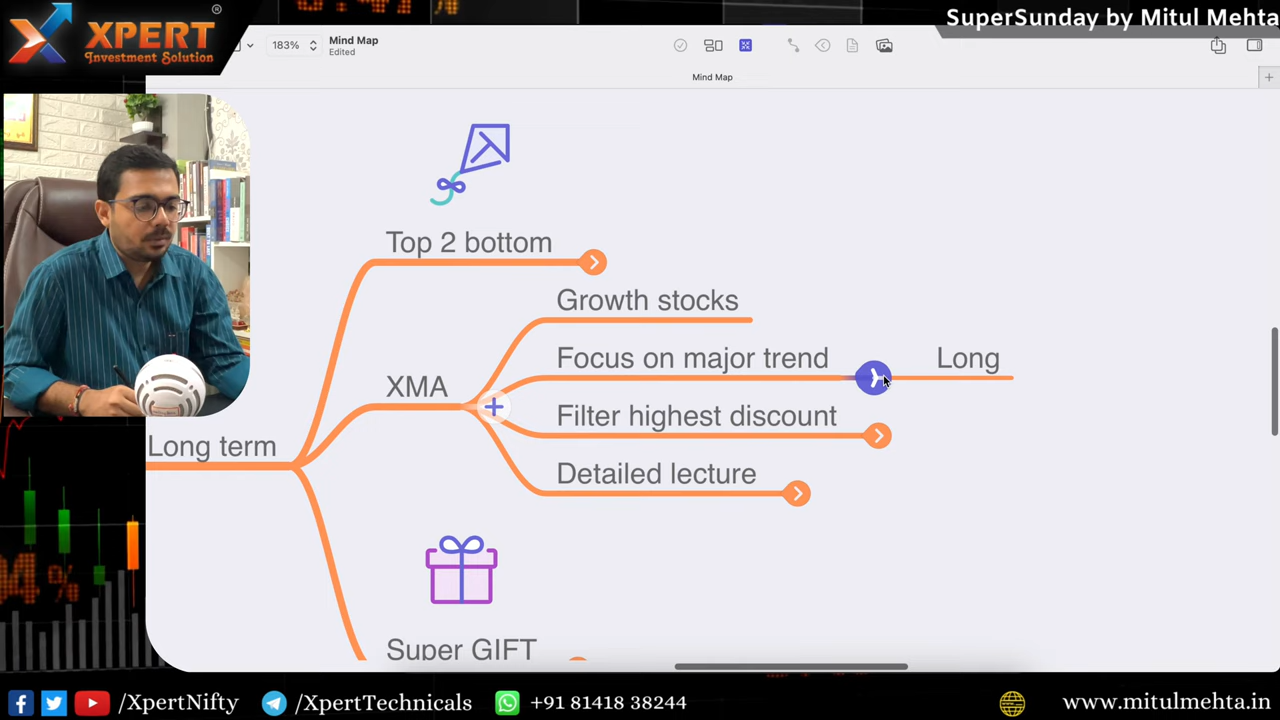 SuperSunday by Mitul Mehta
XPERT ®
Investment Solution
183%
Mind Map
Edited
Mind Map
Top 2 bottom
Growth stocks
Focus on major trend
Long
XMA
Filter highest discount
Long term
Detailed lecture
Super GIFT
/XpertNifty
/XpertTechnicals
+91 81418 38244
www.mitulmehta.in